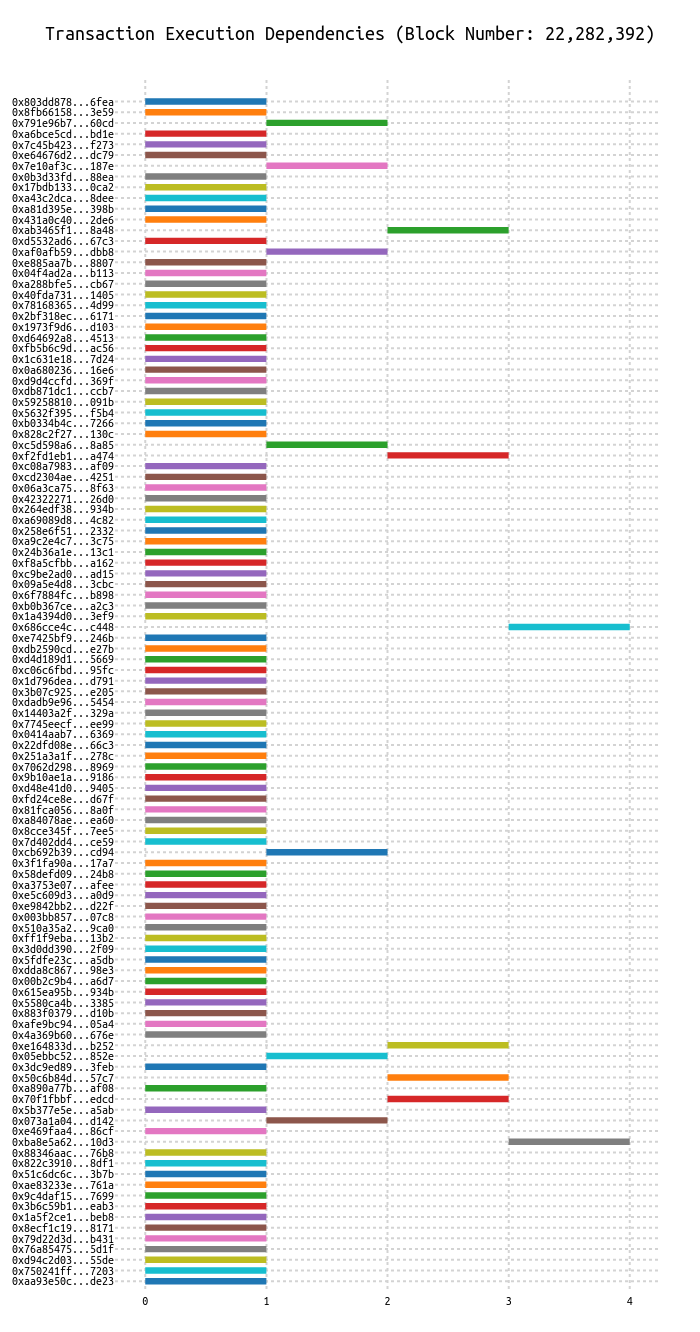 Transaction Execution Dependencies (Block Number: 22,282,392)
0x803dd878...6fea
0x8fb66158...3e59
0x791e96b7...60cd
0xa6bce5cd...bd1e
0x7c45b423...f273
0xe64676d2...dc79
0x7e10af3c...187e
0x0b3d33fd...88ea
0x17bdb133...0ca2
0xa43c2dca...8dee
0xa81d395e...398b
0x431a0c40...2de6
0xab3465f1...8a48
0xd5532ad6...67c3
0xaf0afb59...dbb8
0xe885aa7b...8807
0x04f4ad2a...b113
0xa288bfe5...cb67
0x40fda731...1405
0x78168365...4d99
0x2bf318ec...6171
0x1973f9d6...d103
0xd64692a8...4513
0xfb5b6c9d...ac56
0x1c631e18...7d24
0x0a680236...16e6
0xd9d4ccfd...369f
0xdb871dc1...ccb7
0x59258810...091b
0x5632f395...f5b4
0xb0334b4c...7266
0x828c2f27...130c
0xc5d598a6...8a85
0xf2fd1eb1...a474
0xc08a7983...af09
0xcd2304ae...4251
0x06a3ca75...8f63
0x42322271...26d0
0x264edf38...934b
0xa69089d8...4c82
0x258e6f51...2332
0xa9c2e4c7...3c75
0x24b36a1e...13c1
0xf8a5cfbb...a162
0xc9be2ad0...ad15
0x09a5e4d8...3cbc
0x6f7884fc...b898
0xb0b367ce...a2c3
0x1a4394d0...3ef9
0x686cce4c...c448
0xe7425bf9...246b
0xdb2590cd...e27b
0xd4d189d1...5669
0xc06c6fbd...95fc
0x1d796dea...d791
0x3b07c925...e205
0xdadb9e96...5454
0x14403a2f...329a
0x7745eecf...ee99
0x0414aab7...6369
0x22dfd08e...66c3
0x251a3a1f...278c
0x7062d298...8969
0x9b10ae1a...9186
0xd48e41d0...9405
0xfd24ce8e...d67f
0x81fca056...8a0f
0xa84078ae...ea60
0x8cce345f...7ee5
0x7d402dd4...ce59
0xcb692b39...cd94
0x3f1fa90a...17a7
0x58defd09...24b8
0xa3753e07...afee
0xe5c609d3...a0d9
0xe9842bb2...d22f
0x003bb857...07c8
0x510a35a2...9ca0
0xff1f9eba...13b2
0x3d0dd390...2f09
0x5fdfe23c...a5db
0xdda8c867...98e3
0x00b2c9b4...a6d7
0x615ea95b...934b
0x5580ca4b...3385
0x883f0379...d10b
0xafe9bc94...05a4
0x4a369b60...676e
0xe164833d...b252
0x05ebbc52...852e
0x3dc9ed89...3feb
0x50c6b84d...57c7
0xa890a77b...af08
0x70f1fbbf...edcd
0x5b377e5e...a5ab
0x073a1a04...d142
0xe469faa4...86cf
0xba8e5a62...10d3
0x88346aac...76b8
0x822c3910...8df1
0x51c6dc6c...3b7b
0xae83233e...761a
0x9c4daf15...7699
0x3b6c59b1...eab3
0x1a5f2ce1...beb8
0x8ecf1c19...8171
0x79d22d3d...b431
0x76a85475...5d1f
0xd94c2d03...55de
0x750241ff...7203
0xaa93e50c...de23
0 1 2 3 4